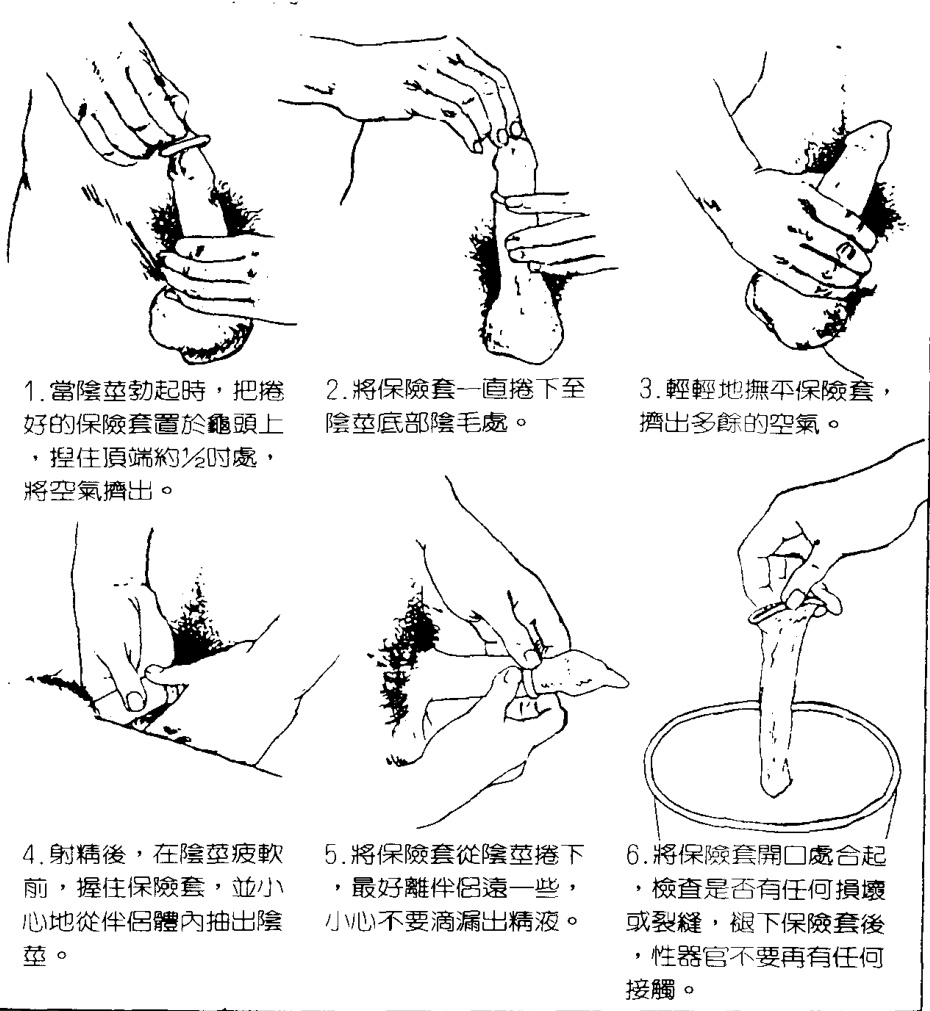 1.當陰莖勃起時，把捲
好的保險套置於龜頭上
，捏住頂端約½吋處，
將空氣擠出。
2.將保險套一直捲下至
陰莖底部陰毛處。
3.輕輕地撫平保險套，
擠出多餘的空氣。
4.射精後，在陰莖疲軟
前，握住保險套，並小
心地從伴侶體內抽出陰
莖。
5.將保險套從陰莖捲下
，最好離伴侶遠一些，
小心不要滴漏出精液。
6.將保險套開口處合起
，檢查是否有任何損壞
或裂縫，褪下保險套後
，性器官不要再有任何
接觸。